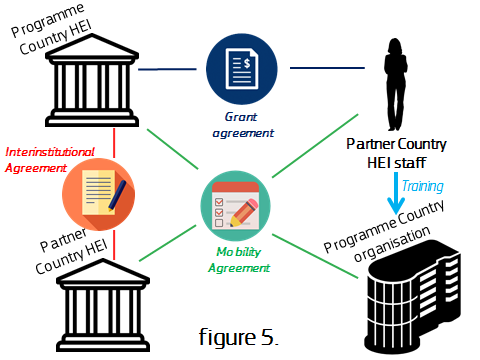 Programme
Country HEI
Grant
agreement
Partner Country
HEI staff
Interinstitutional
Agreement
Training
Partner
Country HEI
Mobility
Agreement
Programme Country
organisation
$
figure 5.